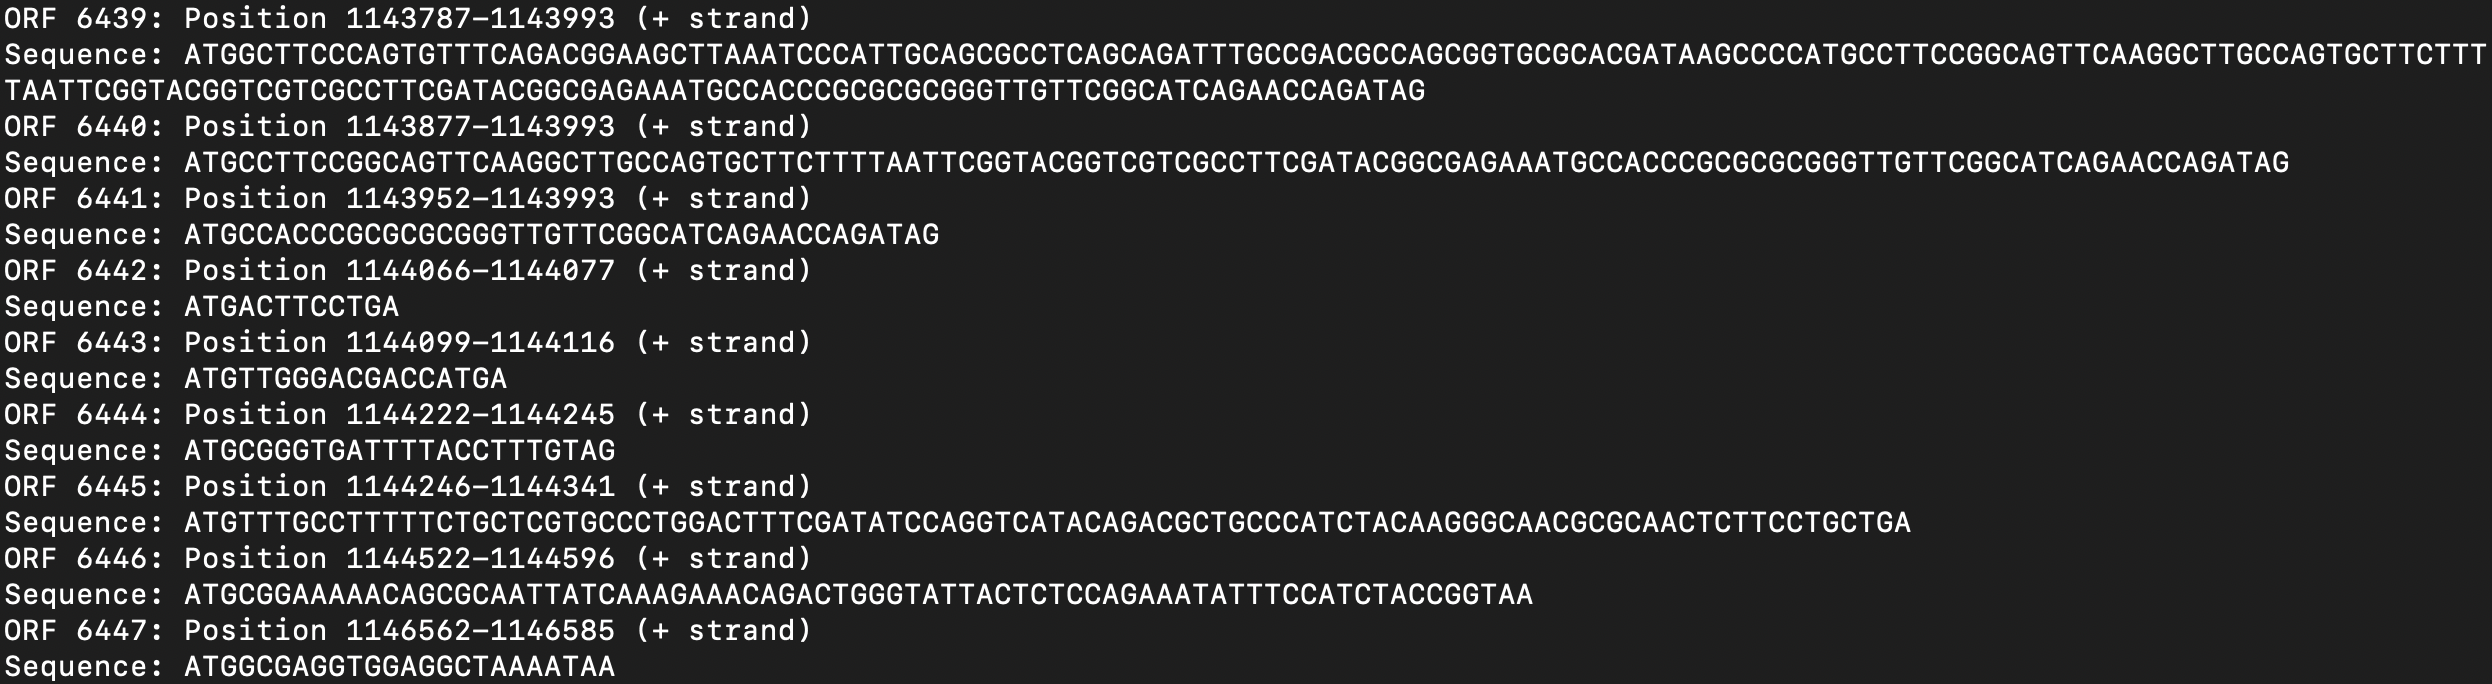 ORF 6439: Position 1143787-1143993 (+ strand)
Sequence: ATGGCTTCCCAGTGTTTCAGACGGAAGCTTAAATCCCATTGCAGCGCCTCAGCAGATTTGCCGACGCCAGCGGTGCGCACGATAAGCCCCATGCCTTCCGGCAGTTCAAGGCTTGCCAGTGCTTCTTT
TAATTCGGTACGGTCGTCGCCTTCGATACGGCGAGAAATGCCACCCGCGCGCGGGTTGTTCGGCATCAGAACCAGATAG
ORF 6440: Position 1143877-1143993 (+ strand)
Sequence: ATGCCTTCCGGCAGTTCAAGGCTTGCCAGTGCTTCTTTTAATTCGGTACGGTCGTCGCCTTCGATACGGCGAGAAATGCCACCCGCGCGCGGGTTGTTCGGCATCAGAACCAGATAG
ORF 6441: Position 1143952-1143993 (+ strand)
Sequence: ATGCCACCCGCGCGCGGGTTGTTCGGCATCAGAACCAGATAG
ORF 6442: Position 1144066-1144077 (+ strand)
Sequence: ATGACTTCCTGA
ORF 6443: Position 1144099-1144116 (+ strand)
Sequence: ATGTTGGGACGACCATGA
ORF 6444: Position 1144222-1144245 (+ strand)
Sequence: ATGCGGGTGATTTTACCTTTGTAG
ORF 6445: Position 1144246-1144341 (+ strand)
Sequence: ATGTTTGCCTTTTTCTGCTCGTGCCCTGGACTTTCGATATCCAGGTCATACAGACGCTGCCCATCTACAAGGGCAACGCGCAACTCTTCCTGCTGA
ORF 6446: Position 1144522-1144596 (+ strand)
Sequence: ATGCGGAAAAACAGCGCAATTATCAAAGAAACAGACTGGGTATTACTCTCCAGAAATATTTCCATCTACCGGTAA
ORF 6447: Position 1146562-1146585 (+ strand)
Sequence: ATGGCGAGGTGGAGGCTAAAATAA